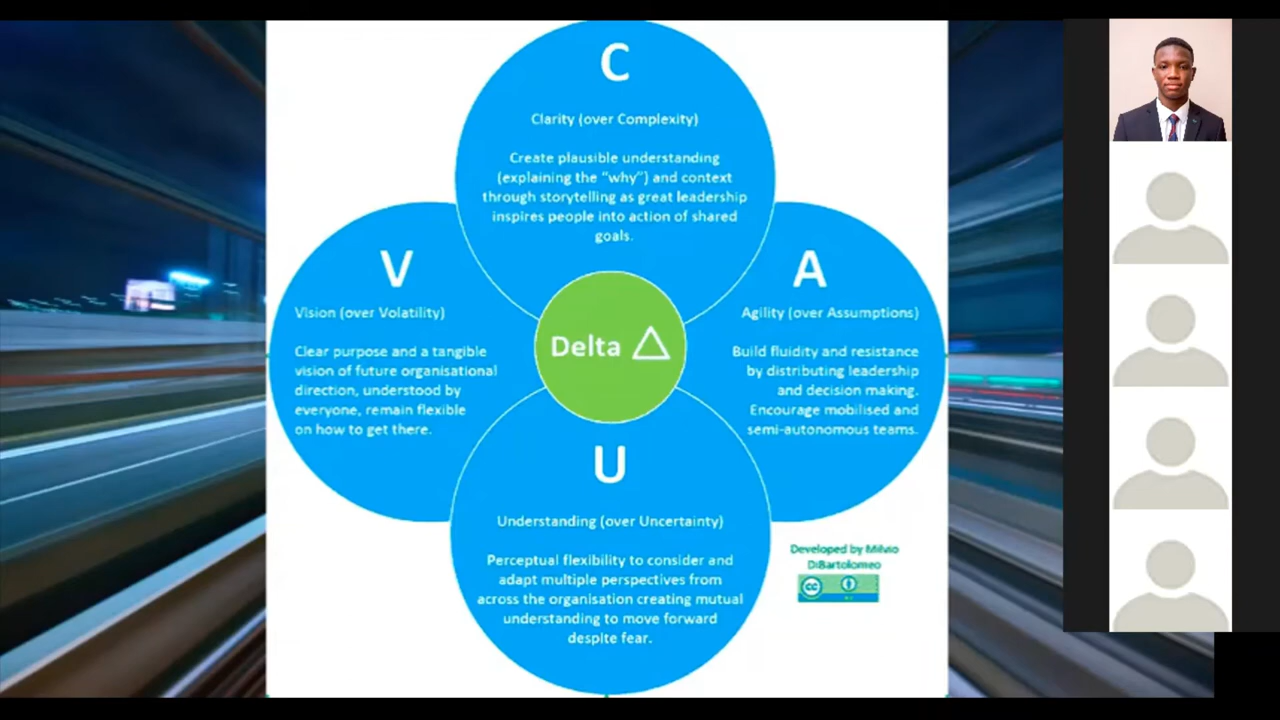 C
Clarity (over Complexity)
Create plausible understanding
(explaining the “why”) and context
through storytelling as great leadership
inspires people into action of shared
goals.
V
Vision (over Volatility)
Clear purpose and a tangible
vision of future organisational
direction, understood by
everyone, remain flexible
on how to get there.
Delta
A
Agility (over Assumptions)
Build fluidity and resistance
by distributing leadership
and decision making.
Encourage mobilised and
semi-autonomous teams.
U
Understanding (over Uncertainty)
Perceptual flexibility to consider and
adapt multiple perspectives from
across the organisation creating mutual
understanding to move forward
despite fear.
Developed by Milvio
DiBartolomeo
cc